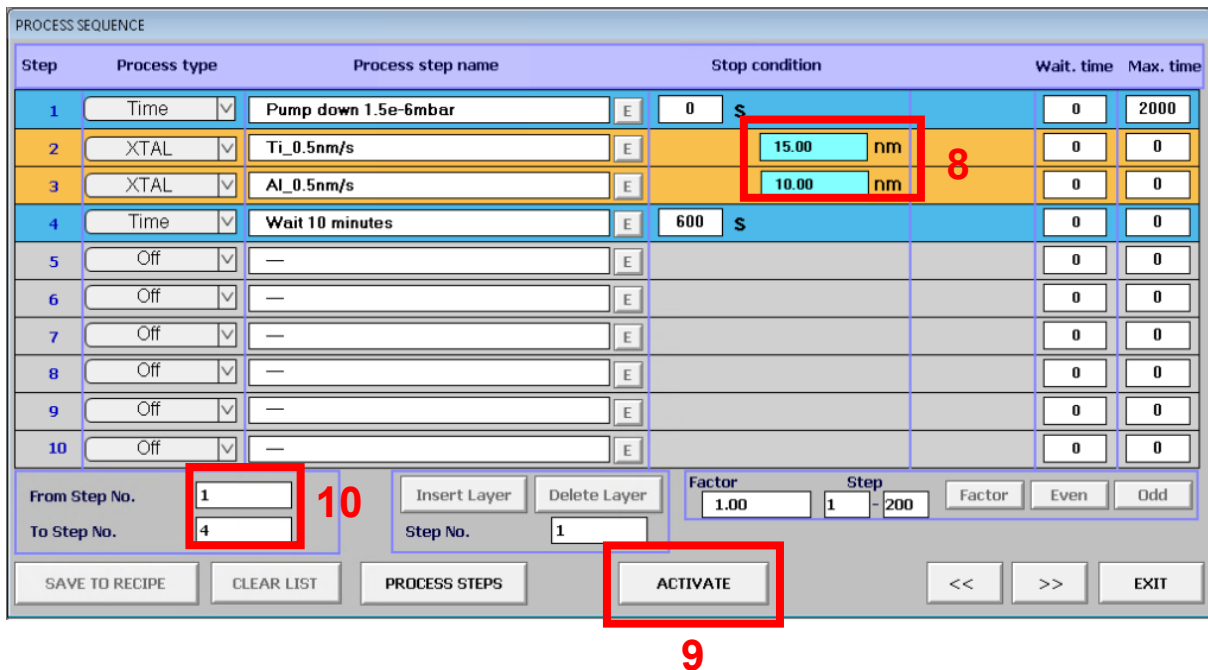 PROCESS SEQUENCE
Step Process type Process step name Stop condition Wait. time Max. time
1 Time Pump down 1.5e-6mbar E 0 s 0 2000
2 XTAL Ti_0.5nm/s E 15.00 nm 0 0
3 XTAL Al_0.5nm/s E 10.00 nm 0 0
8
4 Time Wait 10 minutes E 600 s 0 0
5 Off — E 0 0
6 Off — E 0 0
7 Off — E 0 0
8 Off — E 0 0
9 Off — E 0 0
10 Off — E 0 0
From Step No. 1
To Step No. 4
10
Insert Layer Delete Layer
Step No. 1
Factor Step
1.00 1 - 200 Factor Even Odd
SAVE TO RECIPE CLEAR LIST PROCESS STEPS ACTIVATE << >> EXIT
9